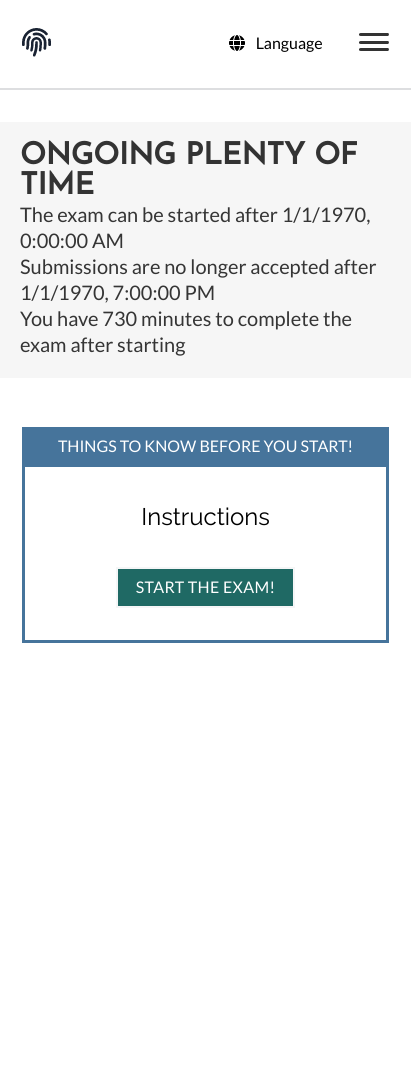 Language
ONGOING PLENTY OF
TIME
The exam can be started after 1/1/1970,
0:00:00 AM
Submissions are no longer accepted after
1/1/1970, 7:00:00 PM
You have 730 minutes to complete the
exam after starting
THINGS TO KNOW BEFORE YOU START!
Instructions
START THE EXAM!